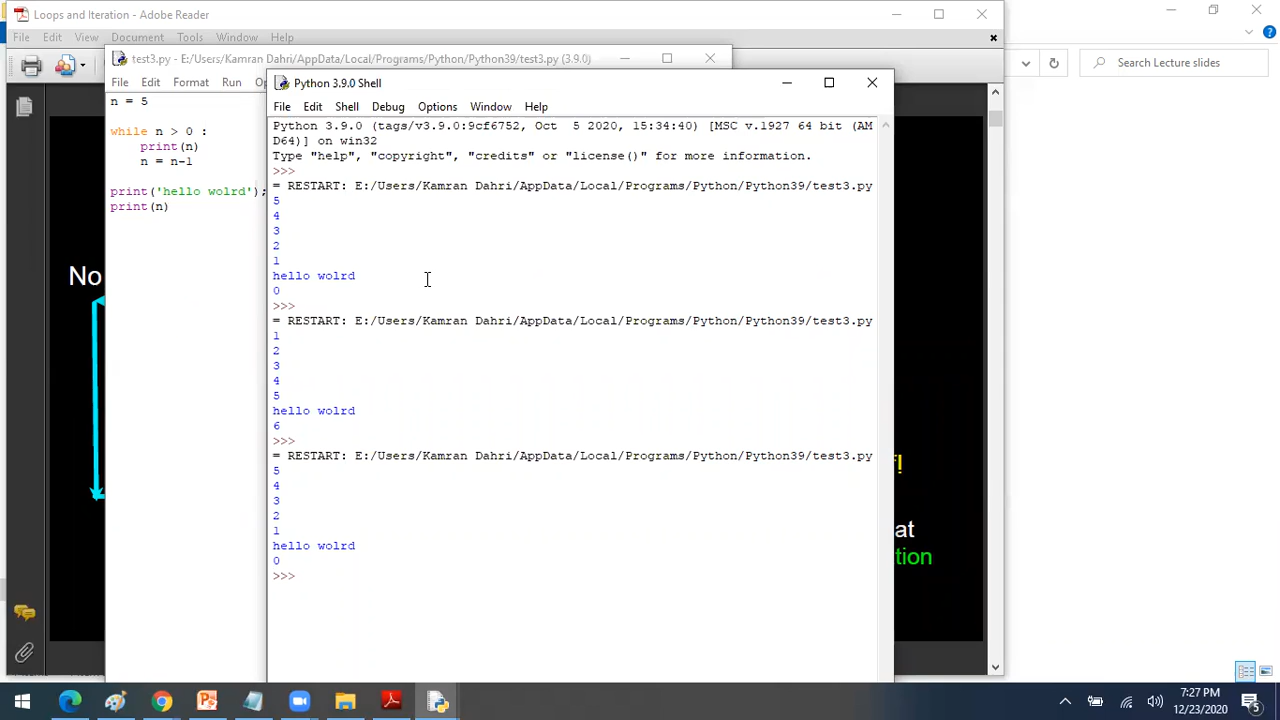 Loops and Iteration - Adobe Reader
File Edit View Document Tools Window Help
Search Lecture slides
test3.py - E:/Users/Kamran Dahri/AppData/Local/Programs/Python/Python39/test3.py (3.9.0)
File Edit Format Run
n = 5
while n > 0 :
print(n)
n = n-1
print('hello wolrd');
print(n)
No
Python 3.9.0 Shell
File Edit Shell Debug Options Window Help
Python 3.9.0 (tags/v3.9.0:9cf6752, Oct 5 2020, 15:34:40) [MSC v.1927 64 bit (AM
D64)] on win32
Type "help", "copyright", "credits" or "license()" for more information.
>>>
= RESTART: E:/Users/Kamran Dahri/AppData/Local/Programs/Python/Python39/test3.py
5
4
3
2
1
hello wolrd
0
>>>
= RESTART: E:/Users/Kamran Dahri/AppData/Local/Programs/Python/Python39/test3.py
1
2
3
4
5
hello wolrd
6
>>>
= RESTART: E:/Users/Kamran Dahri/AppData/Local/Programs/Python/Python39/test3.py
5
4
3
2
1
hello wolrd
0
>>>
at
tion
7:27 PM
12/23/2020
5